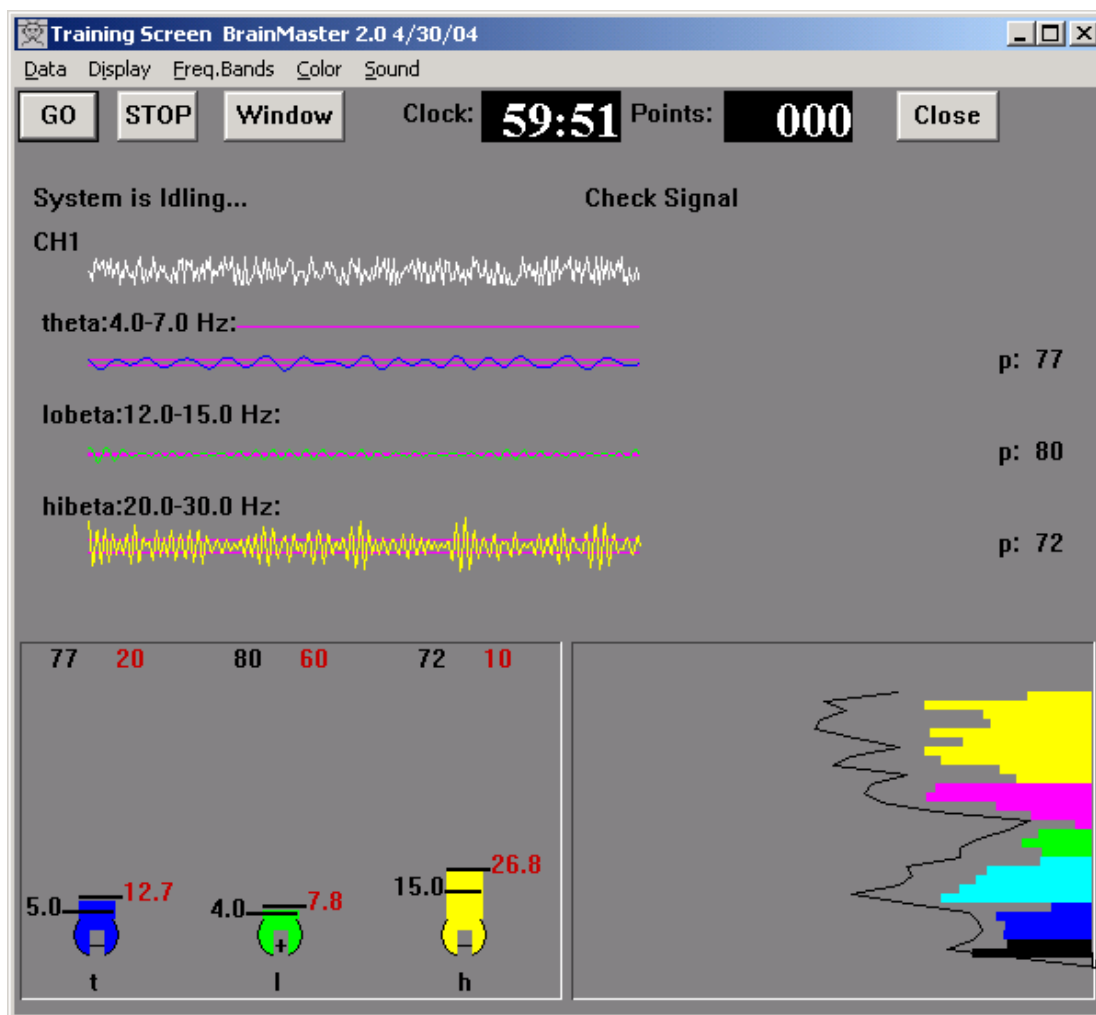 Training Screen BrainMaster 2.0 4/30/04
Data Display Freq.Bands Color Sound
GO STOP Window Clock: 59:51 Points: 000 Close
System is Idling... Check Signal
CH1
theta:4.0-7.0 Hz:
p: 77
lobeta:12.0-15.0 Hz:
p: 80
hibeta:20.0-30.0 Hz:
p: 72
77 20 80 60 72 10
5.0 12.7 4.0 7.8 15.0 26.8
- + -
t l h